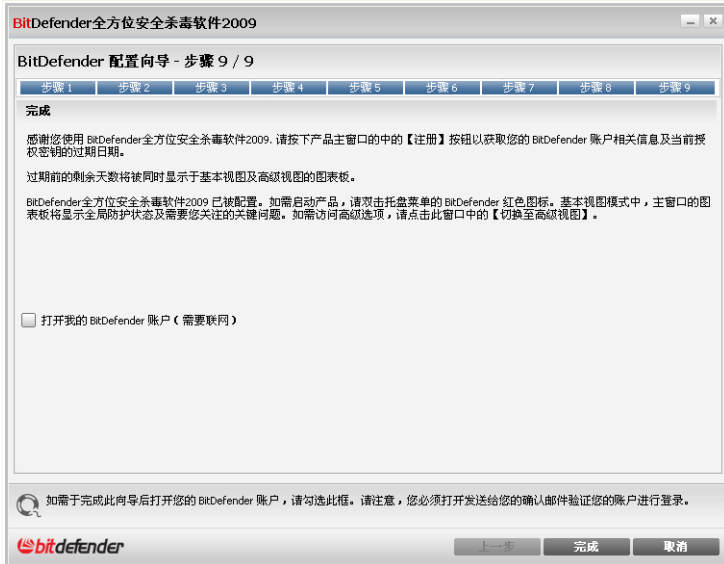 BitDefender全方位安全杀毒软件2009
BitDefender 配置向导 - 步骤 9 / 9
步骤 1 步骤 2 步骤 3 步骤 4 步骤 5 步骤 6 步骤 7 步骤 8 步骤 9
完成
感谢您使用 BitDefender全方位安全杀毒软件2009. 请按下产品主窗口的中的【注册】按钮以获取您的 BitDefender 账户相关信息及当前授
权密钥的过期日期。
过期前的剩余天数将被同时显示于基本视图及高级视图的图表板。
BitDefender全方位安全杀毒软件2009 已被配置。如需启动产品，请双击托盘菜单的 BitDefender 红色图标。基本视图模式中，主窗口的图
表板将显示全局防护状态及需要您关注的关键问题。如需访问高级选项，请点击此窗口中的【切换至高级视图】。
打开我的 BitDefender 账户（需要联网）
如需于完成此向导后打开您的 BitDefender 账户，请勾选此框。请注意，您必须打开发送给您的确认邮件验证您的账户进行登录。
bitdefender 上一步 完成 取消